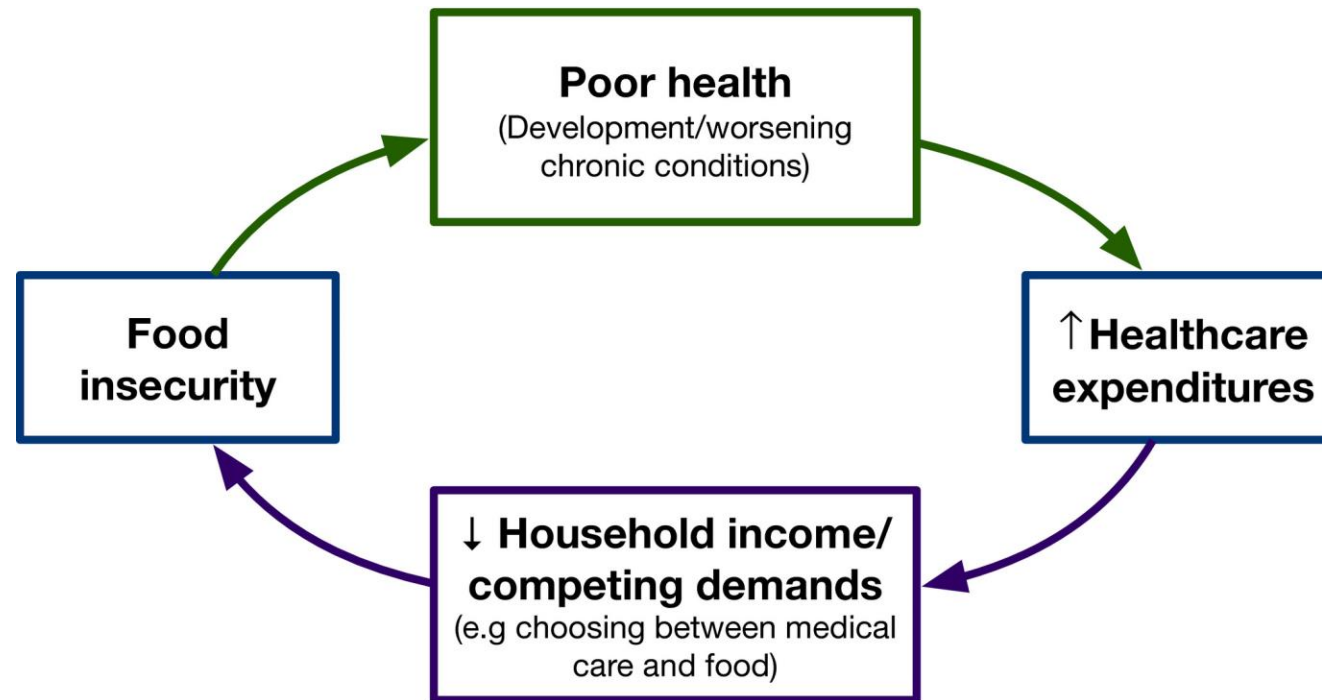 Poor health
(Development/worsening
chronic conditions)
Food
insecurity
↑Healthcare
expenditures
↓ Household income/
competing demands
(e.g choosing between medical
care and food)